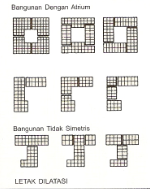 Bangunan Dengan Atrium
Bangunan Tidak Simetris
LETAK DILATASI